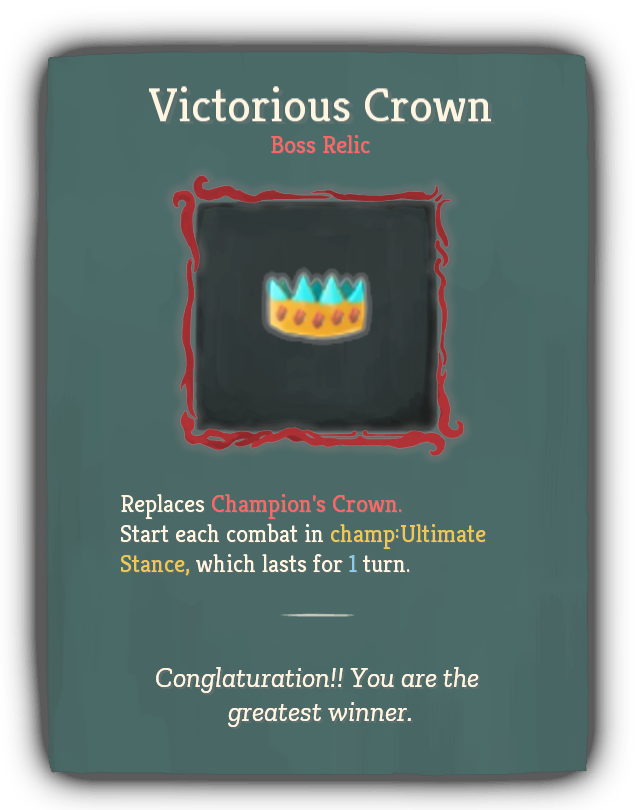 Victorious Crown
Boss Relic
Replaces Champion's Crown.
Start each combat in champ:Ultimate
Stance, which lasts for 1 turn.
Conglaturation!! You are the
greatest winner.